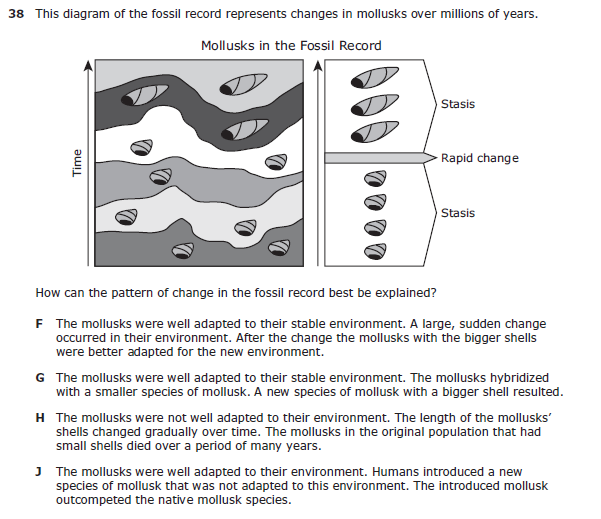 38 This diagram of the fossil record represents changes in mollusks over millions of years.
Mollusks in the Fossil Record
Time
Stasis
Rapid change
Stasis
How can the pattern of change in the fossil record best be explained?
F The mollusks were well adapted to their stable environment. A large, sudden change
occurred in their environment. After the change the mollusks with the bigger shells
were better adapted for the new environment.
G The mollusks were well adapted to their stable environment. The mollusks hybridized
with a smaller species of mollusk. A new species of mollusk with a bigger shell resulted.
H The mollusks were not well adapted to their environment. The length of the mollusks’
shells changed gradually over time. The mollusks in the original population that had
small shells died over a period of many years.
J The mollusks were well adapted to their environment. Humans introduced a new
species of mollusk that was not adapted to this environment. The introduced mollusk
outcompeted the native mollusk species.